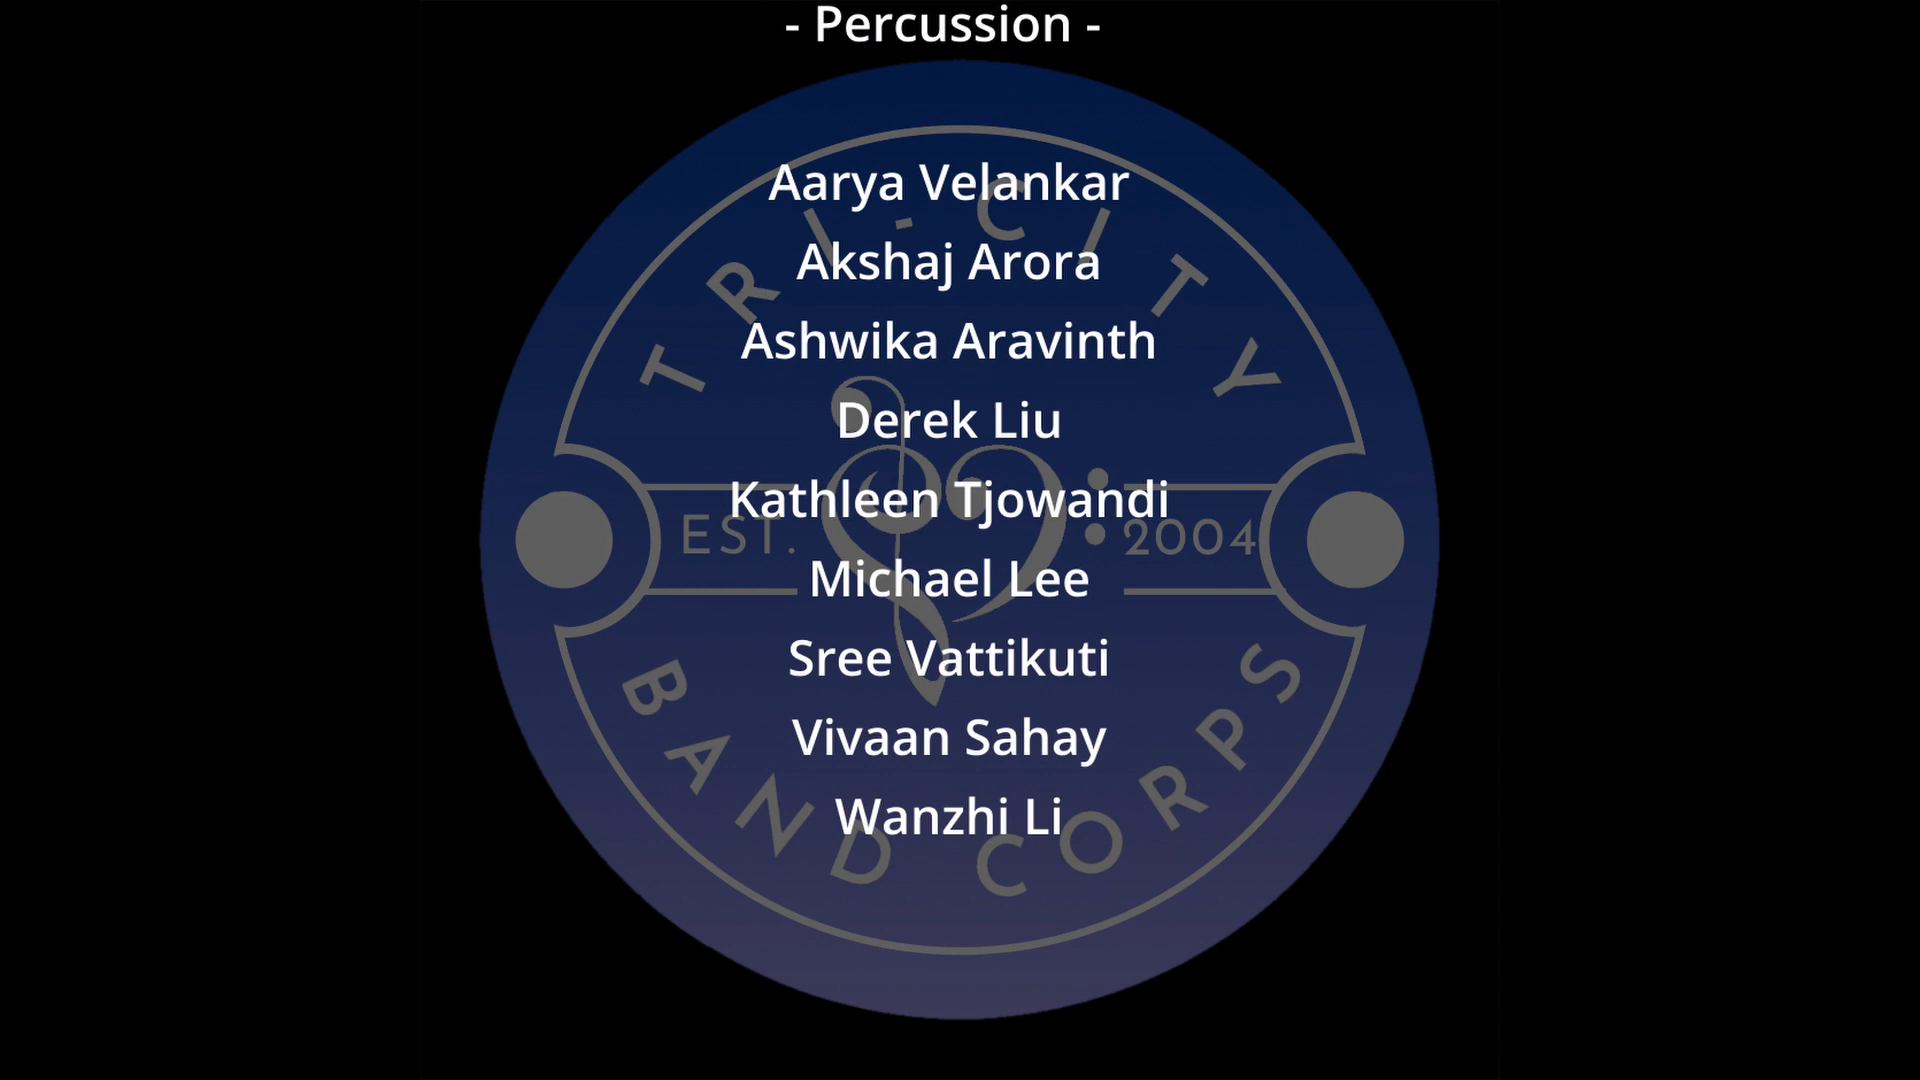 - Percussion -
Aarya Velankar
TRI-CITY
Akshaj Arora
Ashwika Aravinth
Derek Liu
Kathleen Tjowandi
EST. 2004
Michael Lee
Sree Vattikuti
Vivaan Sahay
Wanzhi Li
BAND CORPS